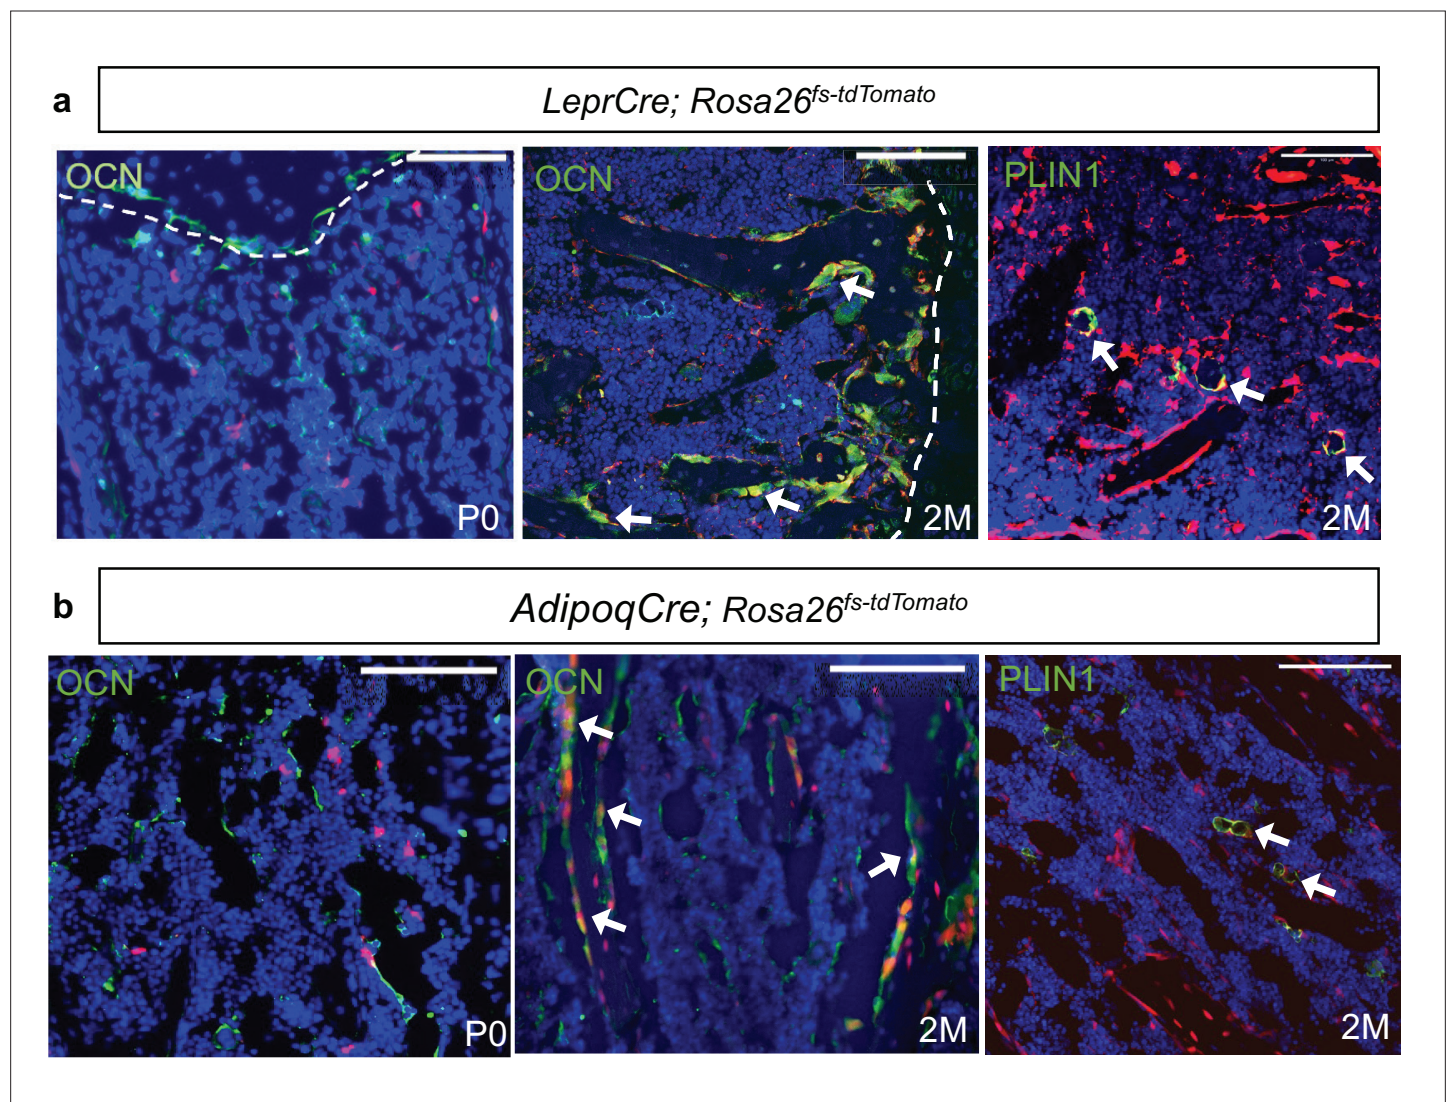 a
LeprCre; Rosa26fs-tdTomato
OCN
P0
OCN
2M
PLIN1
2M
b
AdipoqCre; Rosa26fs-tdTomato
OCN
P0
OCN
2M
PLIN1
2M